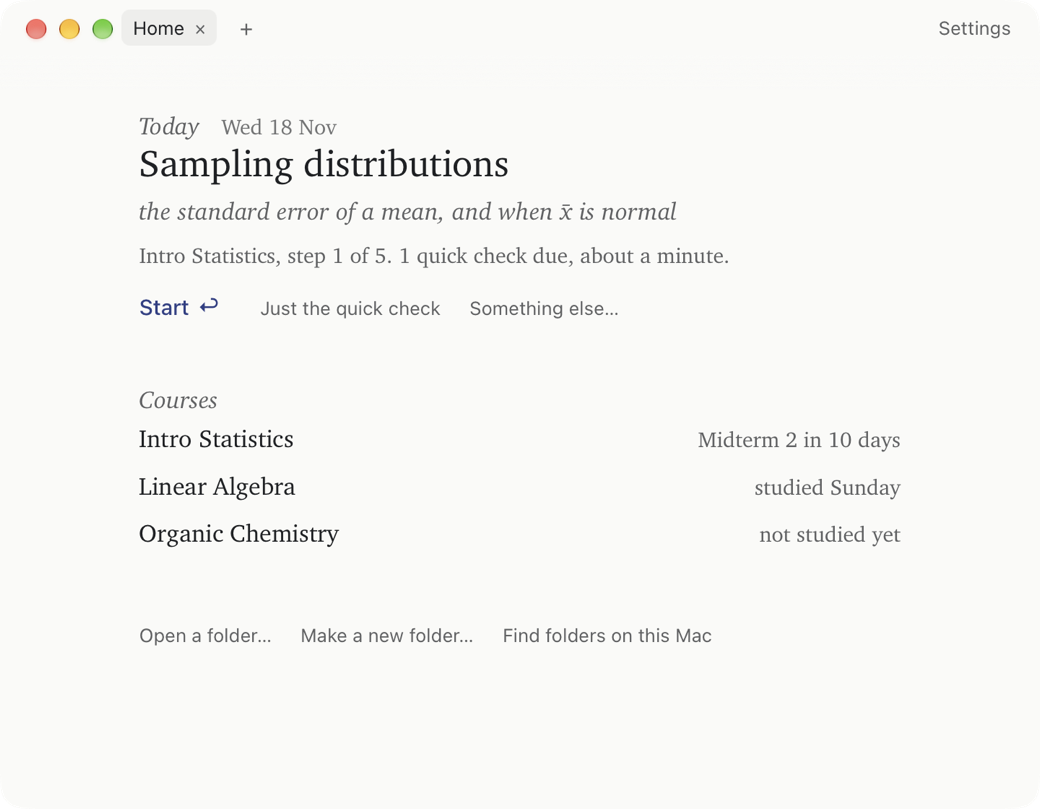 Home × + Settings
Today Wed 18 Nov
Sampling distributions
the standard error of a mean, and when x̄ is normal
Intro Statistics, step 1 of 5. 1 quick check due, about a minute.
Start ↩ Just the quick check Something else...
Courses
Intro Statistics Midterm 2 in 10 days
Linear Algebra studied Sunday
Organic Chemistry not studied yet
Open a folder... Make a new folder... Find folders on this Mac